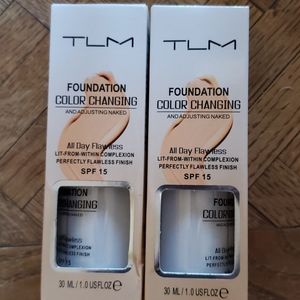 TLM
FOUNDATION
COLOR CHANGING
AND ADJUSTING NAKED
All Day Flawless
LIT-FROM-WITHIN COMPLEXION
PERFECTLY FLAWLESS FINISH
SPF 15
30 ML / 1.0 US FL.OZ e
TLM
FOUNDATION
COLOR CHANGING
AND ADJUSTING NAKED
All Day Flawless
LIT-FROM-WITHIN COMPLEXION
PERFECTLY FLAWLESS FINISH
SPF 15
FOUNDATI
COLOR
30 ML / 1.0 US FL.OZ e